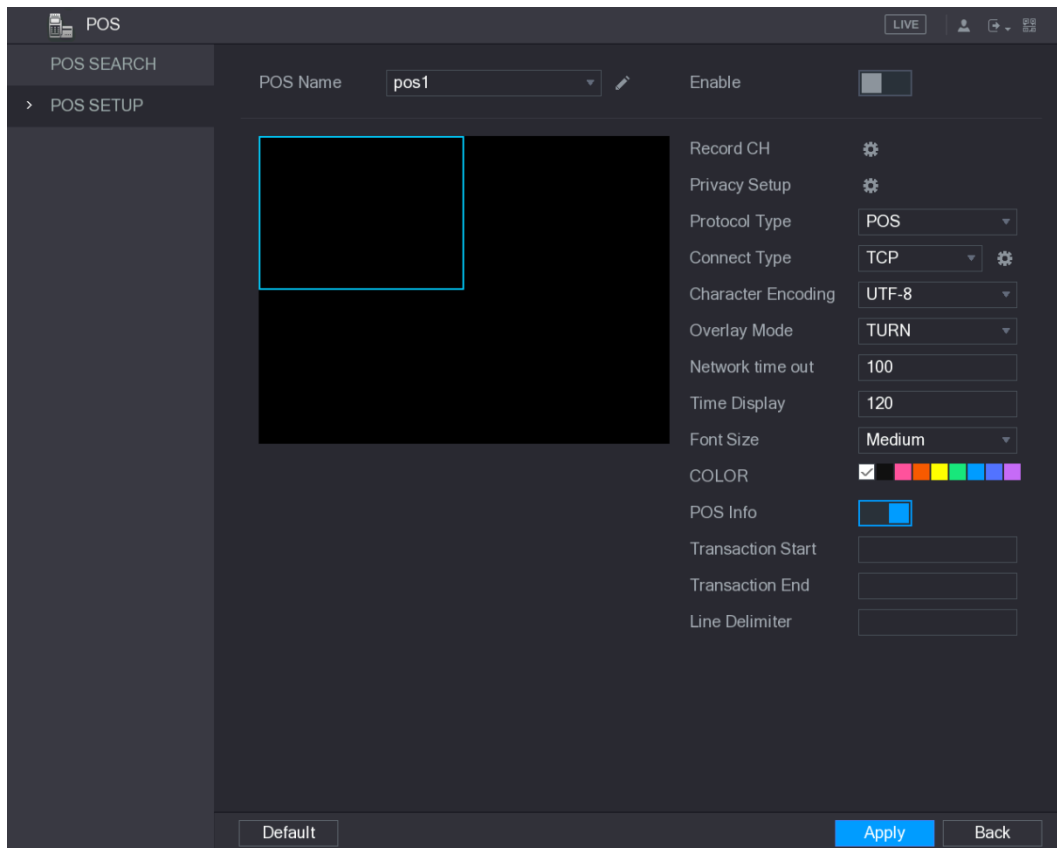 POS
LIVE
POS SEARCH
POS SETUP
POS Name pos1
Enable
Record CH
Privacy Setup
Protocol Type POS
Connect Type TCP
Character Encoding UTF-8
Overlay Mode TURN
Network time out 100
Time Display 120
Font Size Medium
COLOR
POS Info
Transaction Start
Transaction End
Line Delimiter
Default Apply Back